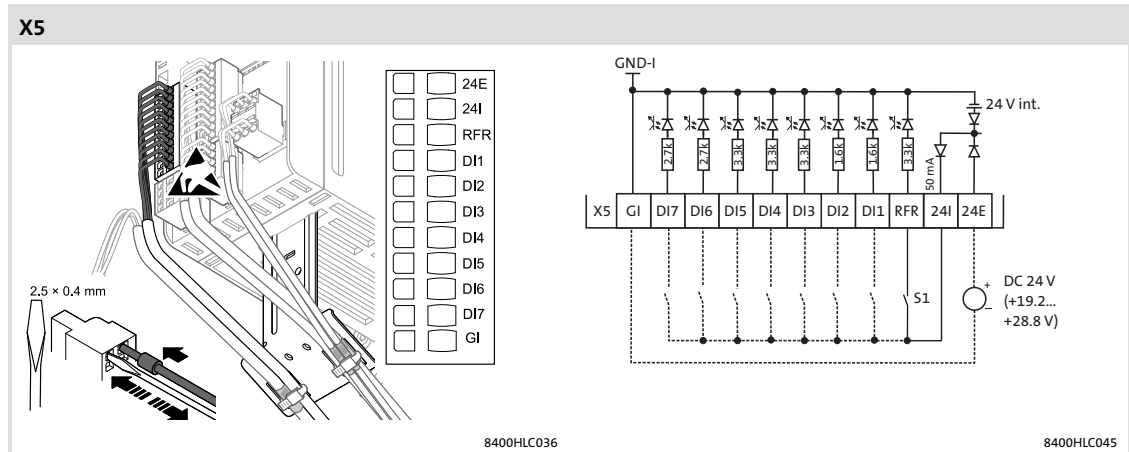 X5
24E
24I
RFR
DI1
DI2
DI3
DI4
DI5
DI6
DI7
GI
2.5 × 0.4 mm
8400HLC036
GND-I
24 V int.
2.7k 2.7k 3.3k 3.3k 3.3k 1.6k 1.6k 3.3k 50 mA
X5 GI DI7 DI6 DI5 DI4 DI3 DI2 DI1 RFR 24I 24E
S1
+
DC 24 V
(+19.2...
–
+28.8 V)
8400HLC045